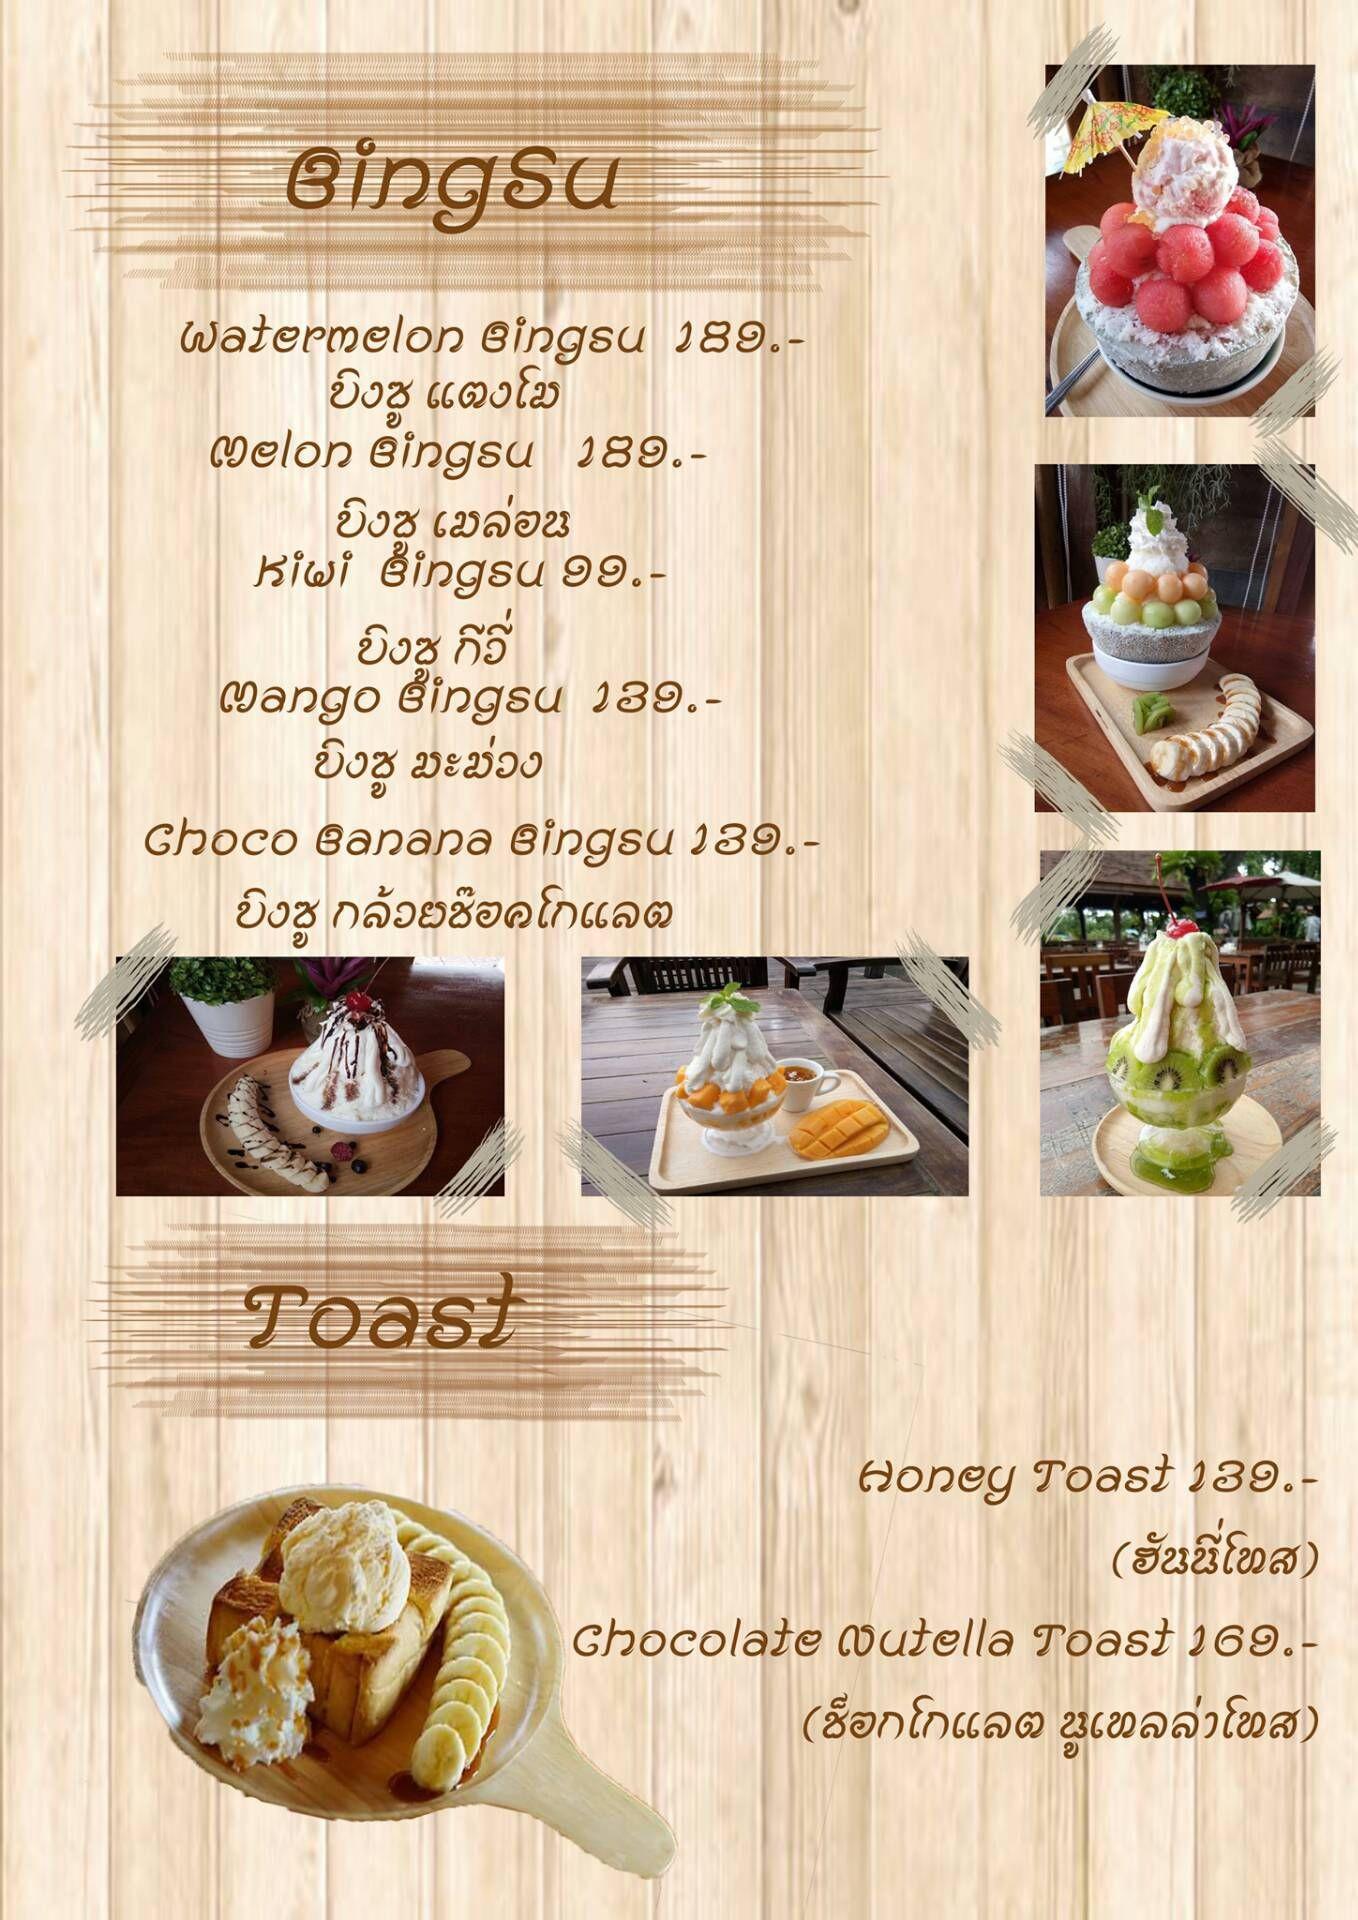 BingSu
Watermelon Bingsu 189.-
บิงซู แตงโม
Melon Bingsu 189.-
บิงซู เมล่อน
Kiwi Bingsu 99.-
บิงซู กีวี่
Mango Bingsu 139.-
บิงซู มะม่วง
Choco Banana Bingsu 139.-
บิงซู กล้วยช๊อคโกแลต
Toast
Honey Toast 139.-
(ฮันนี่โทส)
Chocolate Nutella Toast 169.-
(ช็อกโกแลต นูเทลล่าโทส)